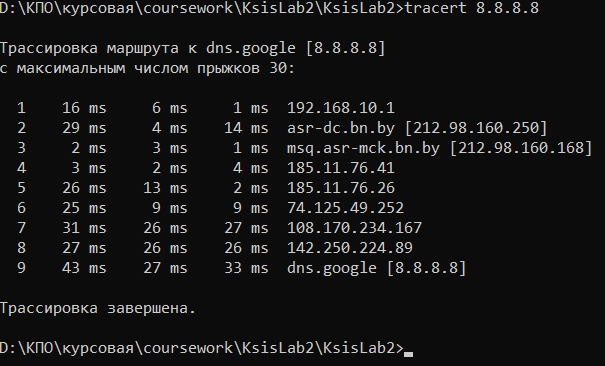 D:\КПО\курсовая\coursework\KsisLab2\KsisLab2>tracert 8.8.8.8
Трассировка маршрута к dns.google [8.8.8.8]
с максимальным числом прыжков 30:
1 16 ms 6 ms 1 ms 192.168.10.1
2 29 ms 4 ms 14 ms asr-dc.bn.by [212.98.160.250]
3 2 ms 3 ms 1 ms msq.asr-mck.bn.by [212.98.160.168]
4 3 ms 2 ms 4 ms 185.11.76.41
5 26 ms 13 ms 2 ms 185.11.76.26
6 25 ms 9 ms 9 ms 74.125.49.252
7 31 ms 26 ms 27 ms 108.170.234.167
8 27 ms 26 ms 26 ms 142.250.224.89
9 43 ms 27 ms 33 ms dns.google [8.8.8.8]
Трассировка завершена.
D:\КПО\курсовая\coursework\KsisLab2\KsisLab2>